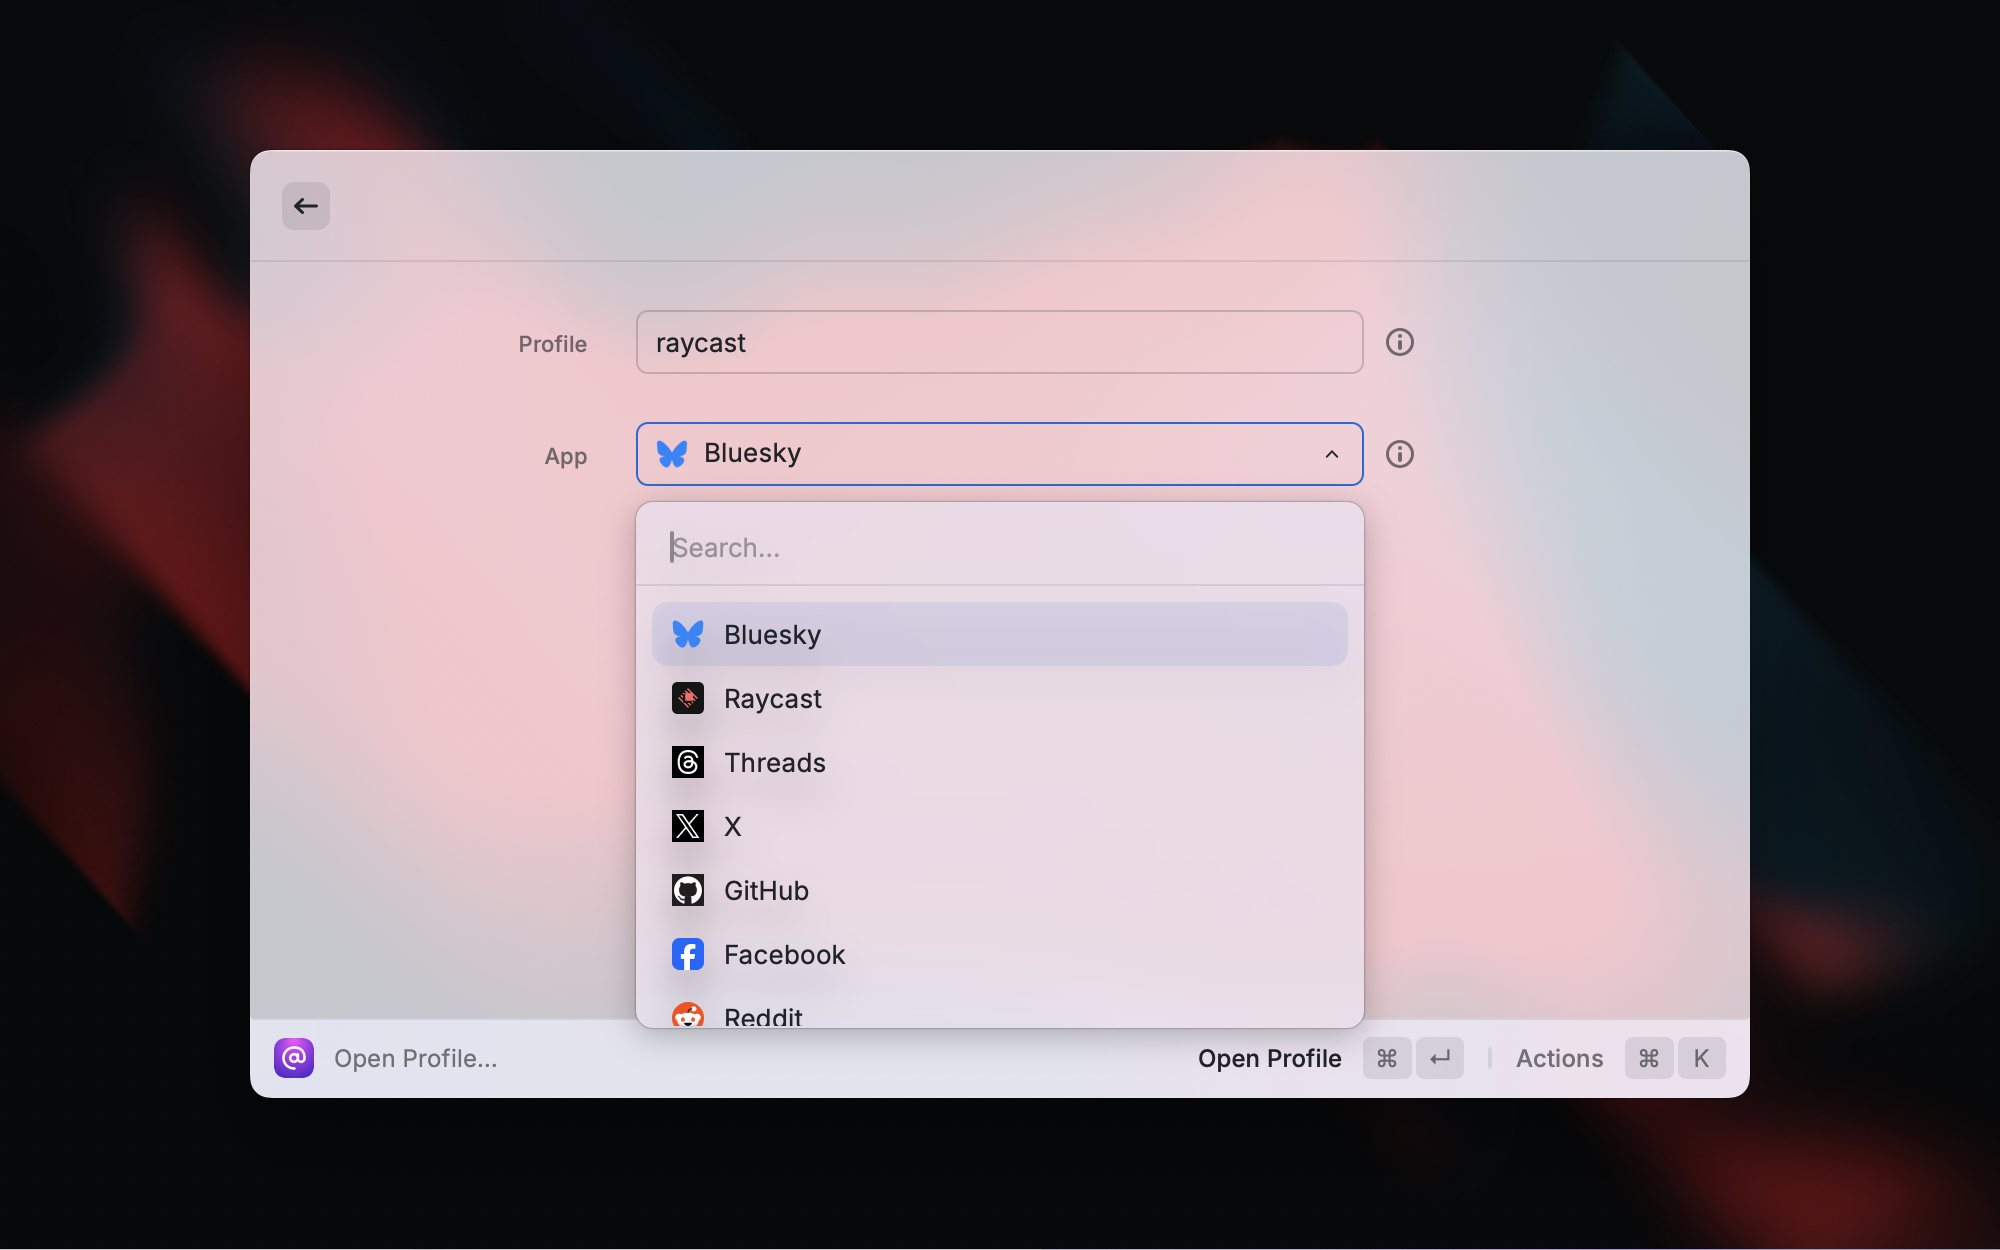 Profile
raycast
App
Bluesky
Search...
Bluesky
Raycast
Threads
X
GitHub
Facebook
Reddit
Open Profile...
Open Profile ⌘ ↵
Actions ⌘ K